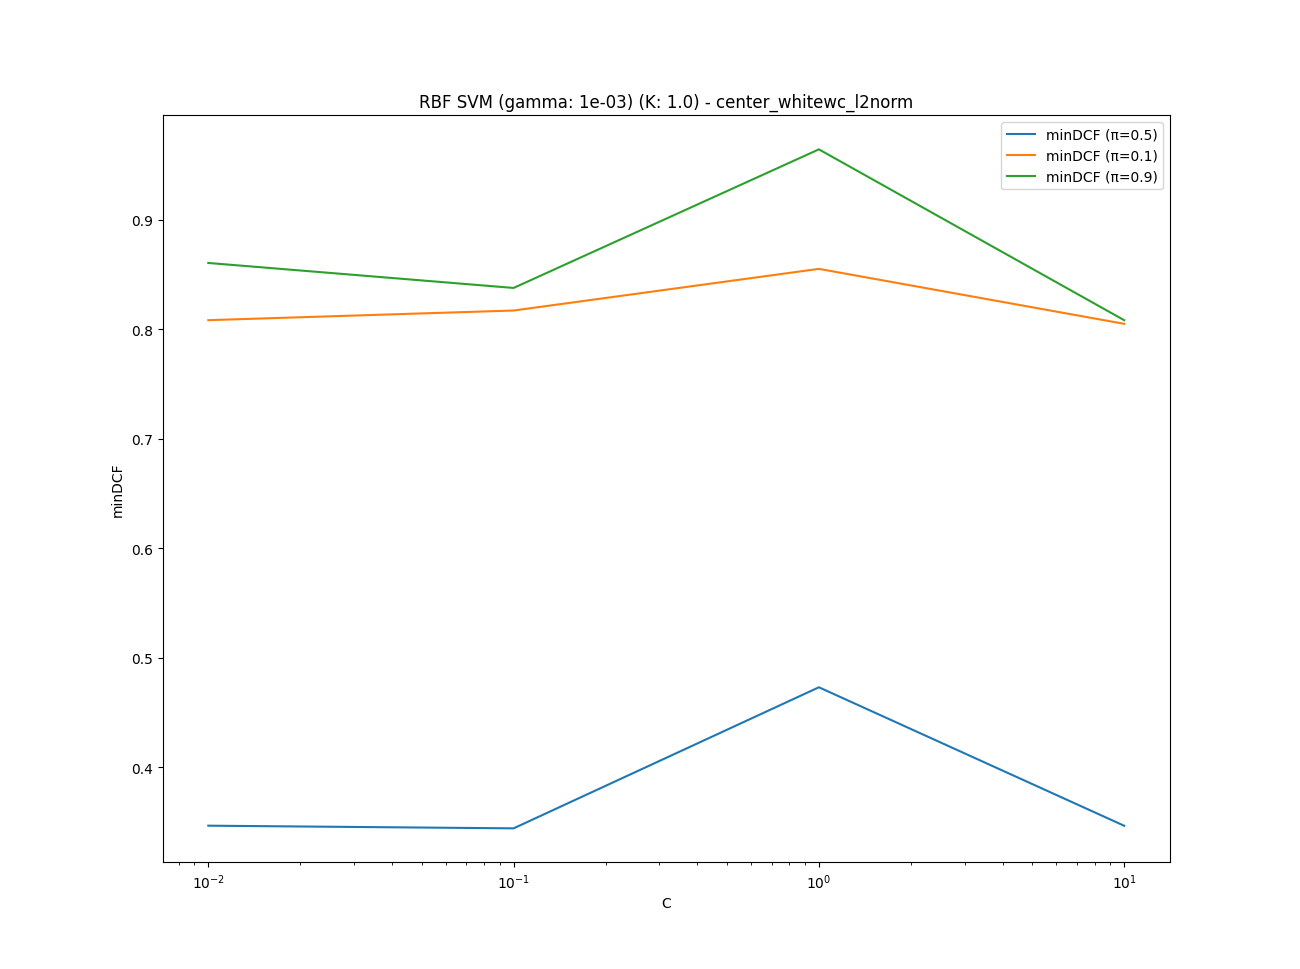 RBF SVM (gamma: 1e-03) (K: 1.0) - center_whitewc_l2norm
minDCF (π=0.5)
minDCF (π=0.1)
minDCF (π=0.9)
0.9
0.8
0.7
0.6
0.5
0.4
minDCF
10⁻² 10⁻¹ 10⁰ 10¹
C